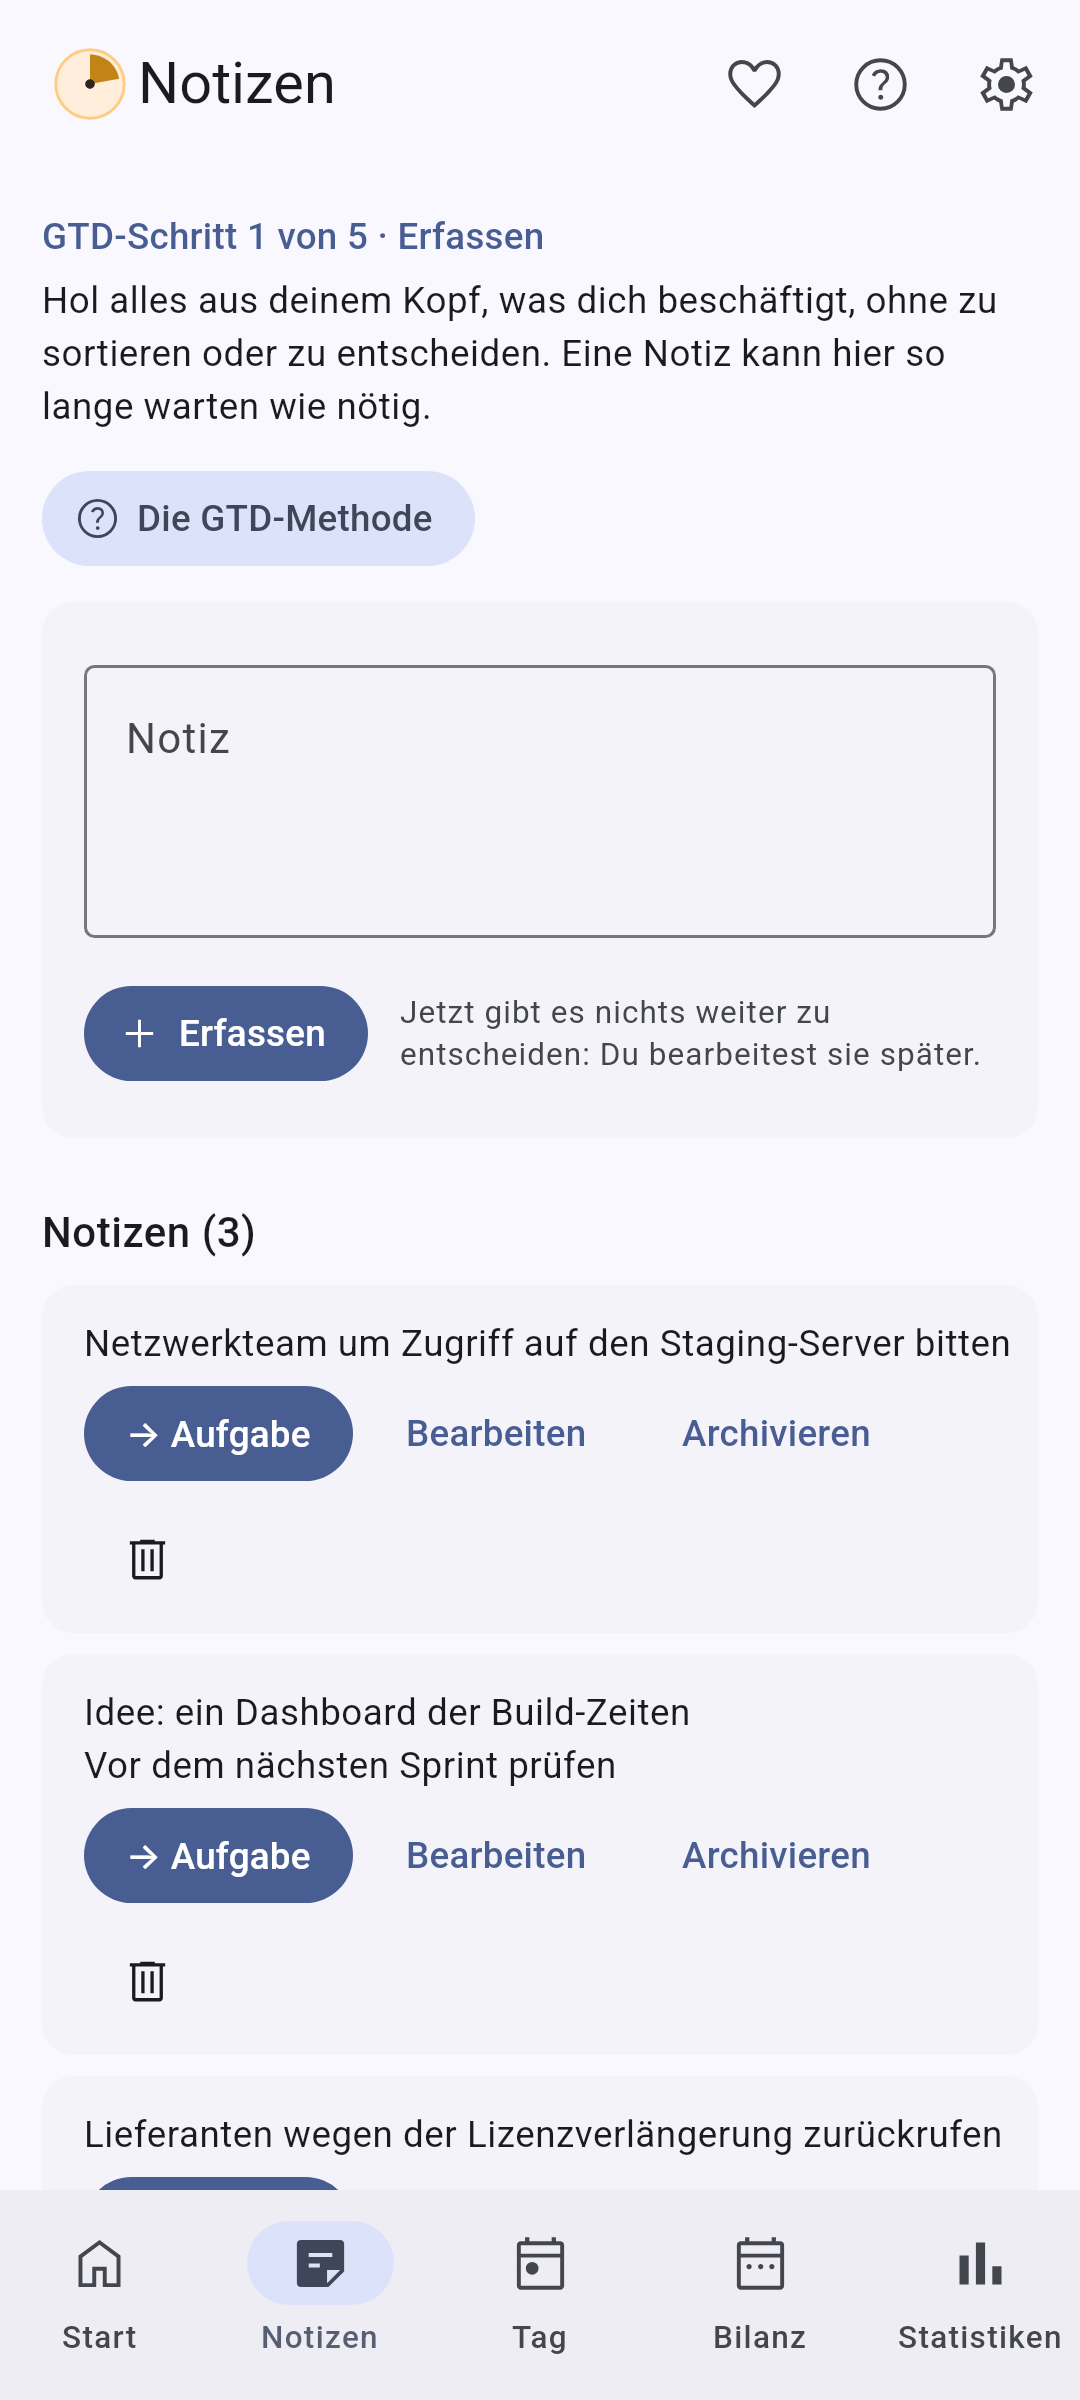 Notizen
GTD-Schritt 1 von 5 · Erfassen
Hol alles aus deinem Kopf, was dich beschäftigt, ohne zu
sortieren oder zu entscheiden. Eine Notiz kann hier so
lange warten wie nötig.
Die GTD-Methode
Notiz
Erfassen
Jetzt gibt es nichts weiter zu
entscheiden: Du bearbeitest sie später.
Notizen (3)
Netzwerkteam um Zugriff auf den Staging-Server bitten
→ Aufgabe Bearbeiten Archivieren
Idee: ein Dashboard der Build-Zeiten
Vor dem nächsten Sprint prüfen
→ Aufgabe Bearbeiten Archivieren
Lieferanten wegen der Lizenzverlängerung zurückrufen
Start Notizen Tag Bilanz Statistiken